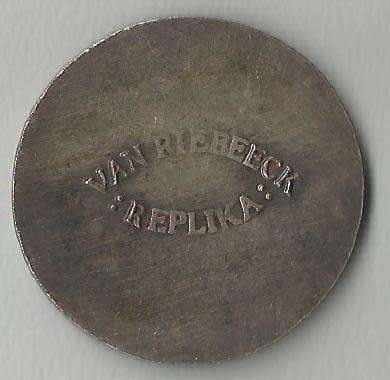 VAN RIEBEECK
: REPLIKA :